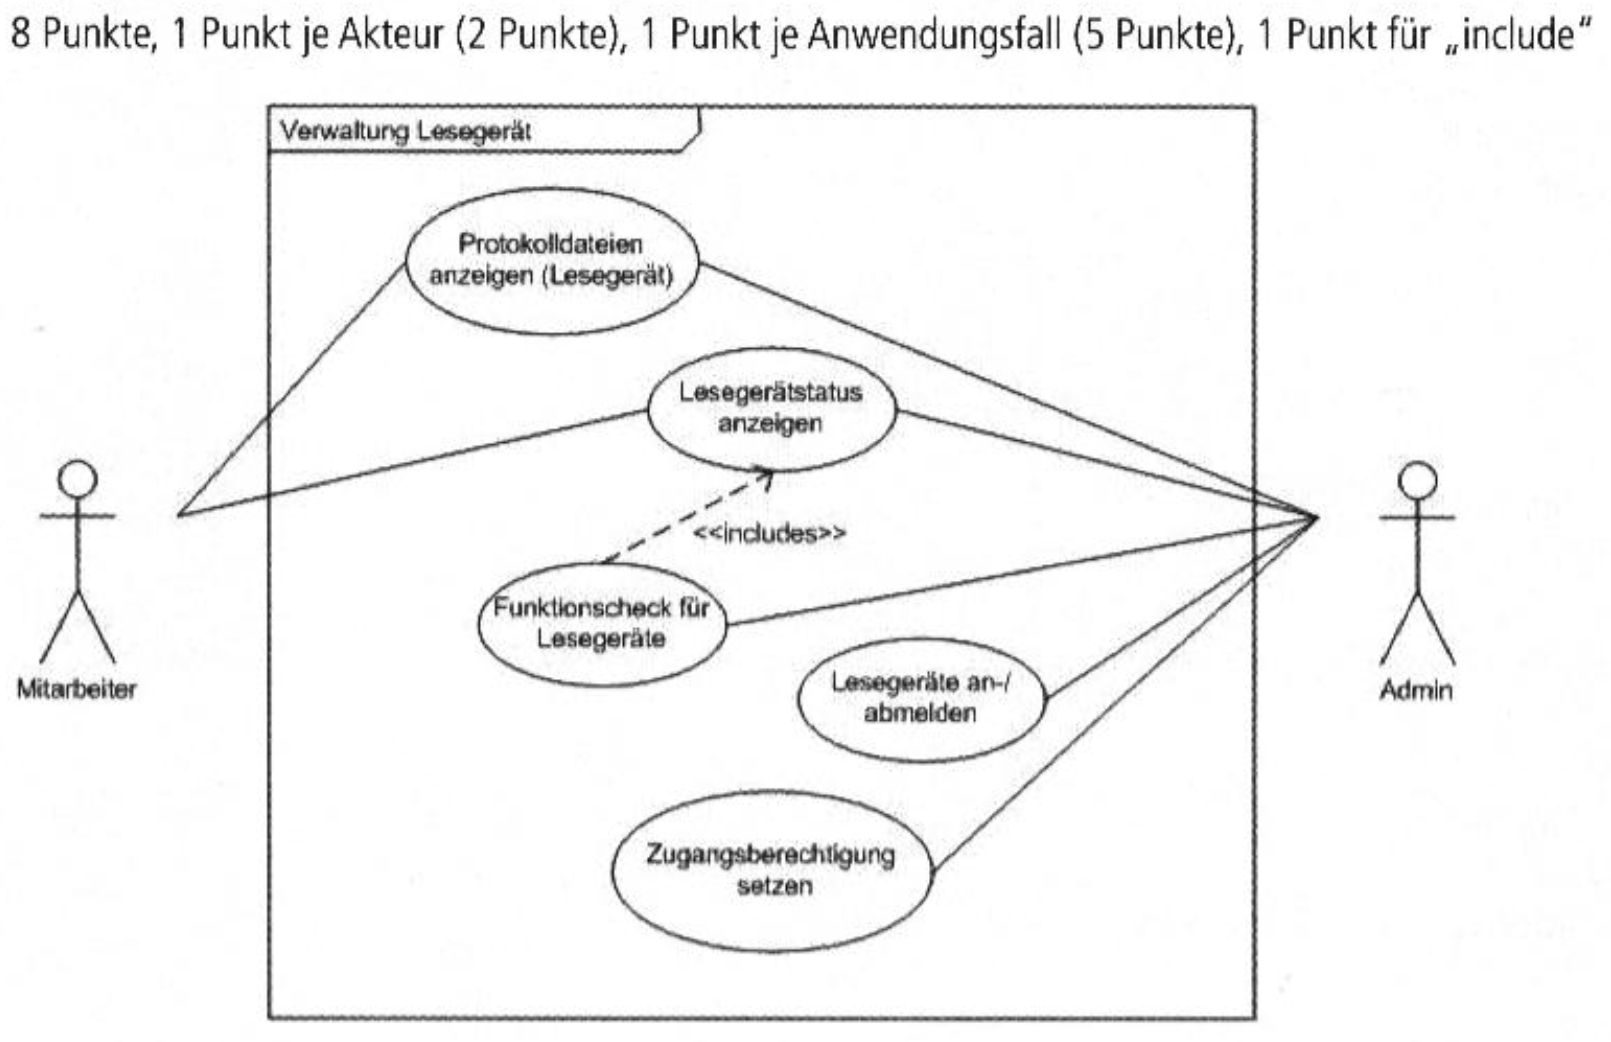 8 Punkte, 1 Punkt je Akteur (2 Punkte), 1 Punkt je Anwendungsfall (5 Punkte), 1 Punkt für „include“
Verwaltung Lesegerät
Protokolldateien
anzeigen (Lesegerät)
Lesegerätstatus
anzeigen
<<includes>>
Funktionscheck für
Lesegeräte
Lesegeräte an-/
abmelden
Zugangsberechtigung
setzen
Mitarbeiter
Admin